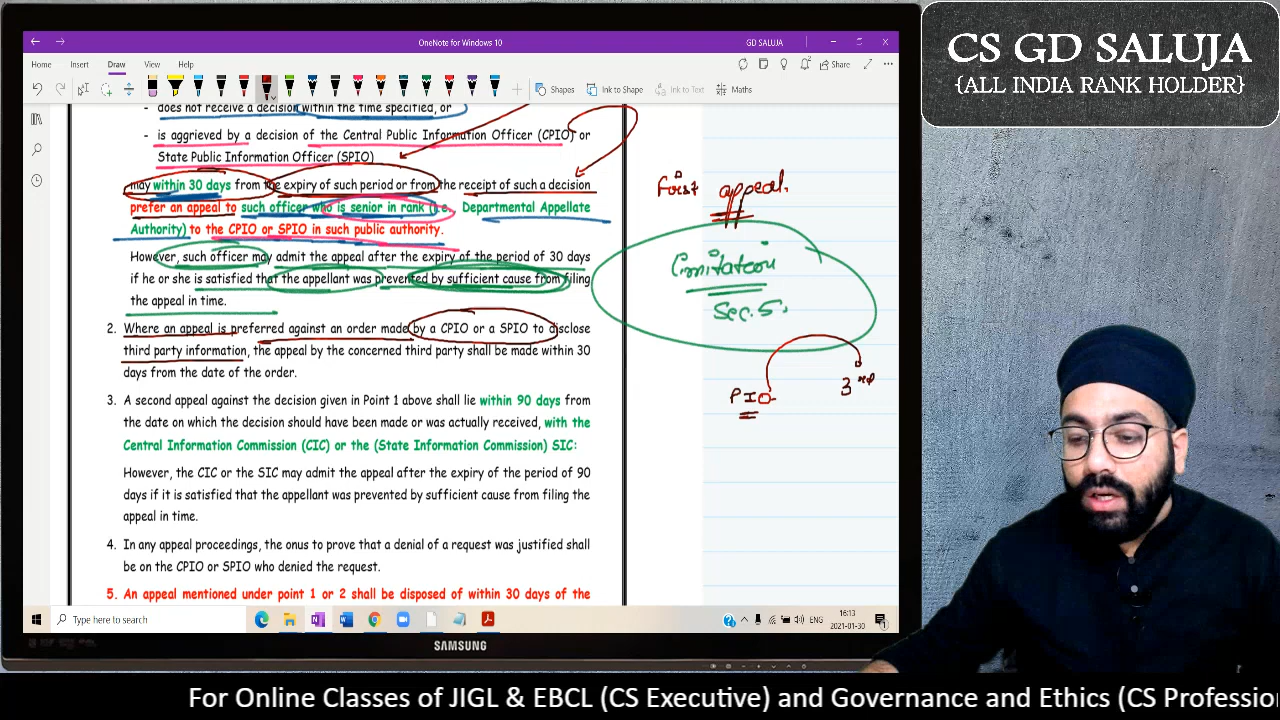 OneNote for Windows 10
GD SALUJA
Home Insert Draw View Help
Share
Shapes Ink to Shape Ink to Text Maths
does not receive a decision within the time specified, or
- is aggrieved by a decision of the Central Public Information Officer (CPIO) or
State Public Information Officer (SPIO)
may within 30 days from the expiry of such period or from the receipt of such a decision
prefer an appeal to such officer who is senior in rank (i.e. Departmental Appellate
Authority) to the CPIO or SPIO in such public authority.
However, such officer may admit the appeal after the expiry of the period of 30 days
if he or she is satisfied that the appellant was prevented by sufficient cause from filing
the appeal in time.
2. Where an appeal is preferred against an order made by a CPIO or a SPIO to disclose
third party information, the appeal by the concerned third party shall be made within 30
days from the date of the order.
3. A second appeal against the decision given in Point 1 above shall lie within 90 days from
the date on which the decision should have been made or was actually received, with the
Central Information Commission (CIC) or the (State Information Commission) SIC:
However, the CIC or the SIC may admit the appeal after the expiry of the period of 90
days if it is satisfied that the appellant was prevented by sufficient cause from filing the
appeal in time.
4. In any appeal proceedings, the onus to prove that a denial of a request was justified shall
be on the CPIO or SPIO who denied the request.
5. An appeal mentioned under point 1 or 2 shall be disposed of within 30 days of the
First appeal.
Limitation
Sec. 5.
PIO
3rd P
Type here to search
ENG
16:13
2021-01-30
SAMSUNG
CS GD SALUJA
{ALL INDIA RANK HOLDER}
For Online Classes of JIGL & EBCL (CS Executive) and Governance and Ethics (CS Professio